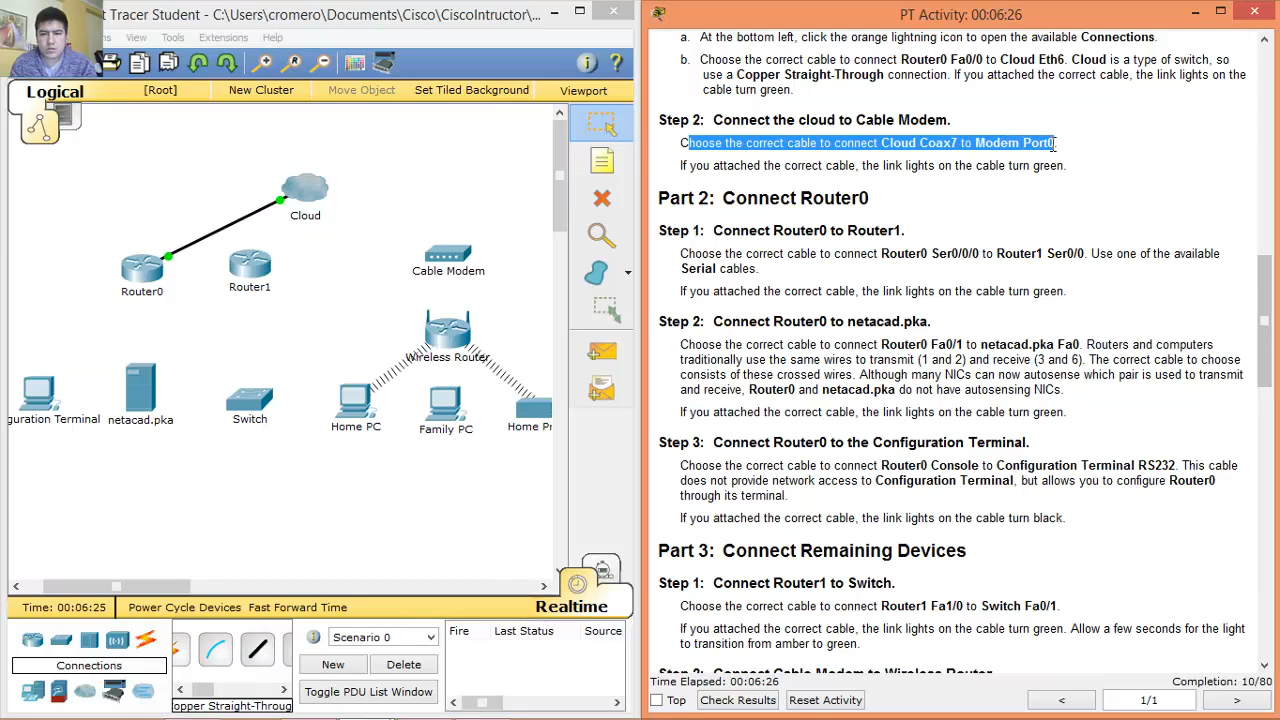 t Tracer Student - C:\Users\cromero\Documents\Cisco\CiscoIntructor\...
View Tools Extensions Help
Logical [Root] New Cluster Move Object Set Tiled Background Viewport
Cloud
Cable Modem
Router0
Router1
Wireless Router
guration Terminal
netacad.pka
Switch
Home PC
Family PC
Home Pr
Realtime
Time: 00:06:25 Power Cycle Devices Fast Forward Time
Connections
opper Straight-Throug
Scenario 0
New Delete
Toggle PDU List Window
Fire Last Status Source
PT Activity: 00:06:26
a. At the bottom left, click the orange lightning icon to open the available Connections.
b. Choose the correct cable to connect Router0 Fa0/0 to Cloud Eth6. Cloud is a type of switch, so
use a Copper Straight-Through connection. If you attached the correct cable, the link lights on the
cable turn green.
Step 2: Connect the cloud to Cable Modem.
Choose the correct cable to connect Cloud Coax7 to Modem Port0.
If you attached the correct cable, the link lights on the cable turn green.
Part 2: Connect Router0
Step 1: Connect Router0 to Router1.
Choose the correct cable to connect Router0 Ser0/0/0 to Router1 Ser0/0. Use one of the available
Serial cables.
If you attached the correct cable, the link lights on the cable turn green.
Step 2: Connect Router0 to netacad.pka.
Choose the correct cable to connect Router0 Fa0/1 to netacad.pka Fa0. Routers and computers
traditionally use the same wires to transmit (1 and 2) and receive (3 and 6). The correct cable to choose
consists of these crossed wires. Although many NICs can now autosense which pair is used to transmit
and receive, Router0 and netacad.pka do not have autosensing NICs.
If you attached the correct cable, the link lights on the cable turn green.
Step 3: Connect Router0 to the Configuration Terminal.
Choose the correct cable to connect Router0 Console to Configuration Terminal RS232. This cable
does not provide network access to Configuration Terminal, but allows you to configure Router0
through its terminal.
If you attached the correct cable, the link lights on the cable turn black.
Part 3: Connect Remaining Devices
Step 1: Connect Router1 to Switch.
Choose the correct cable to connect Router1 Fa1/0 to Switch Fa0/1.
If you attached the correct cable, the link lights on the cable turn green. Allow a few seconds for the light
to transition from amber to green.
Step 2: Connect Cable Modem to Wireless Router.
Time Elapsed: 00:06:26 Completion: 10/80
Top Check Results Reset Activity < 1/1 >